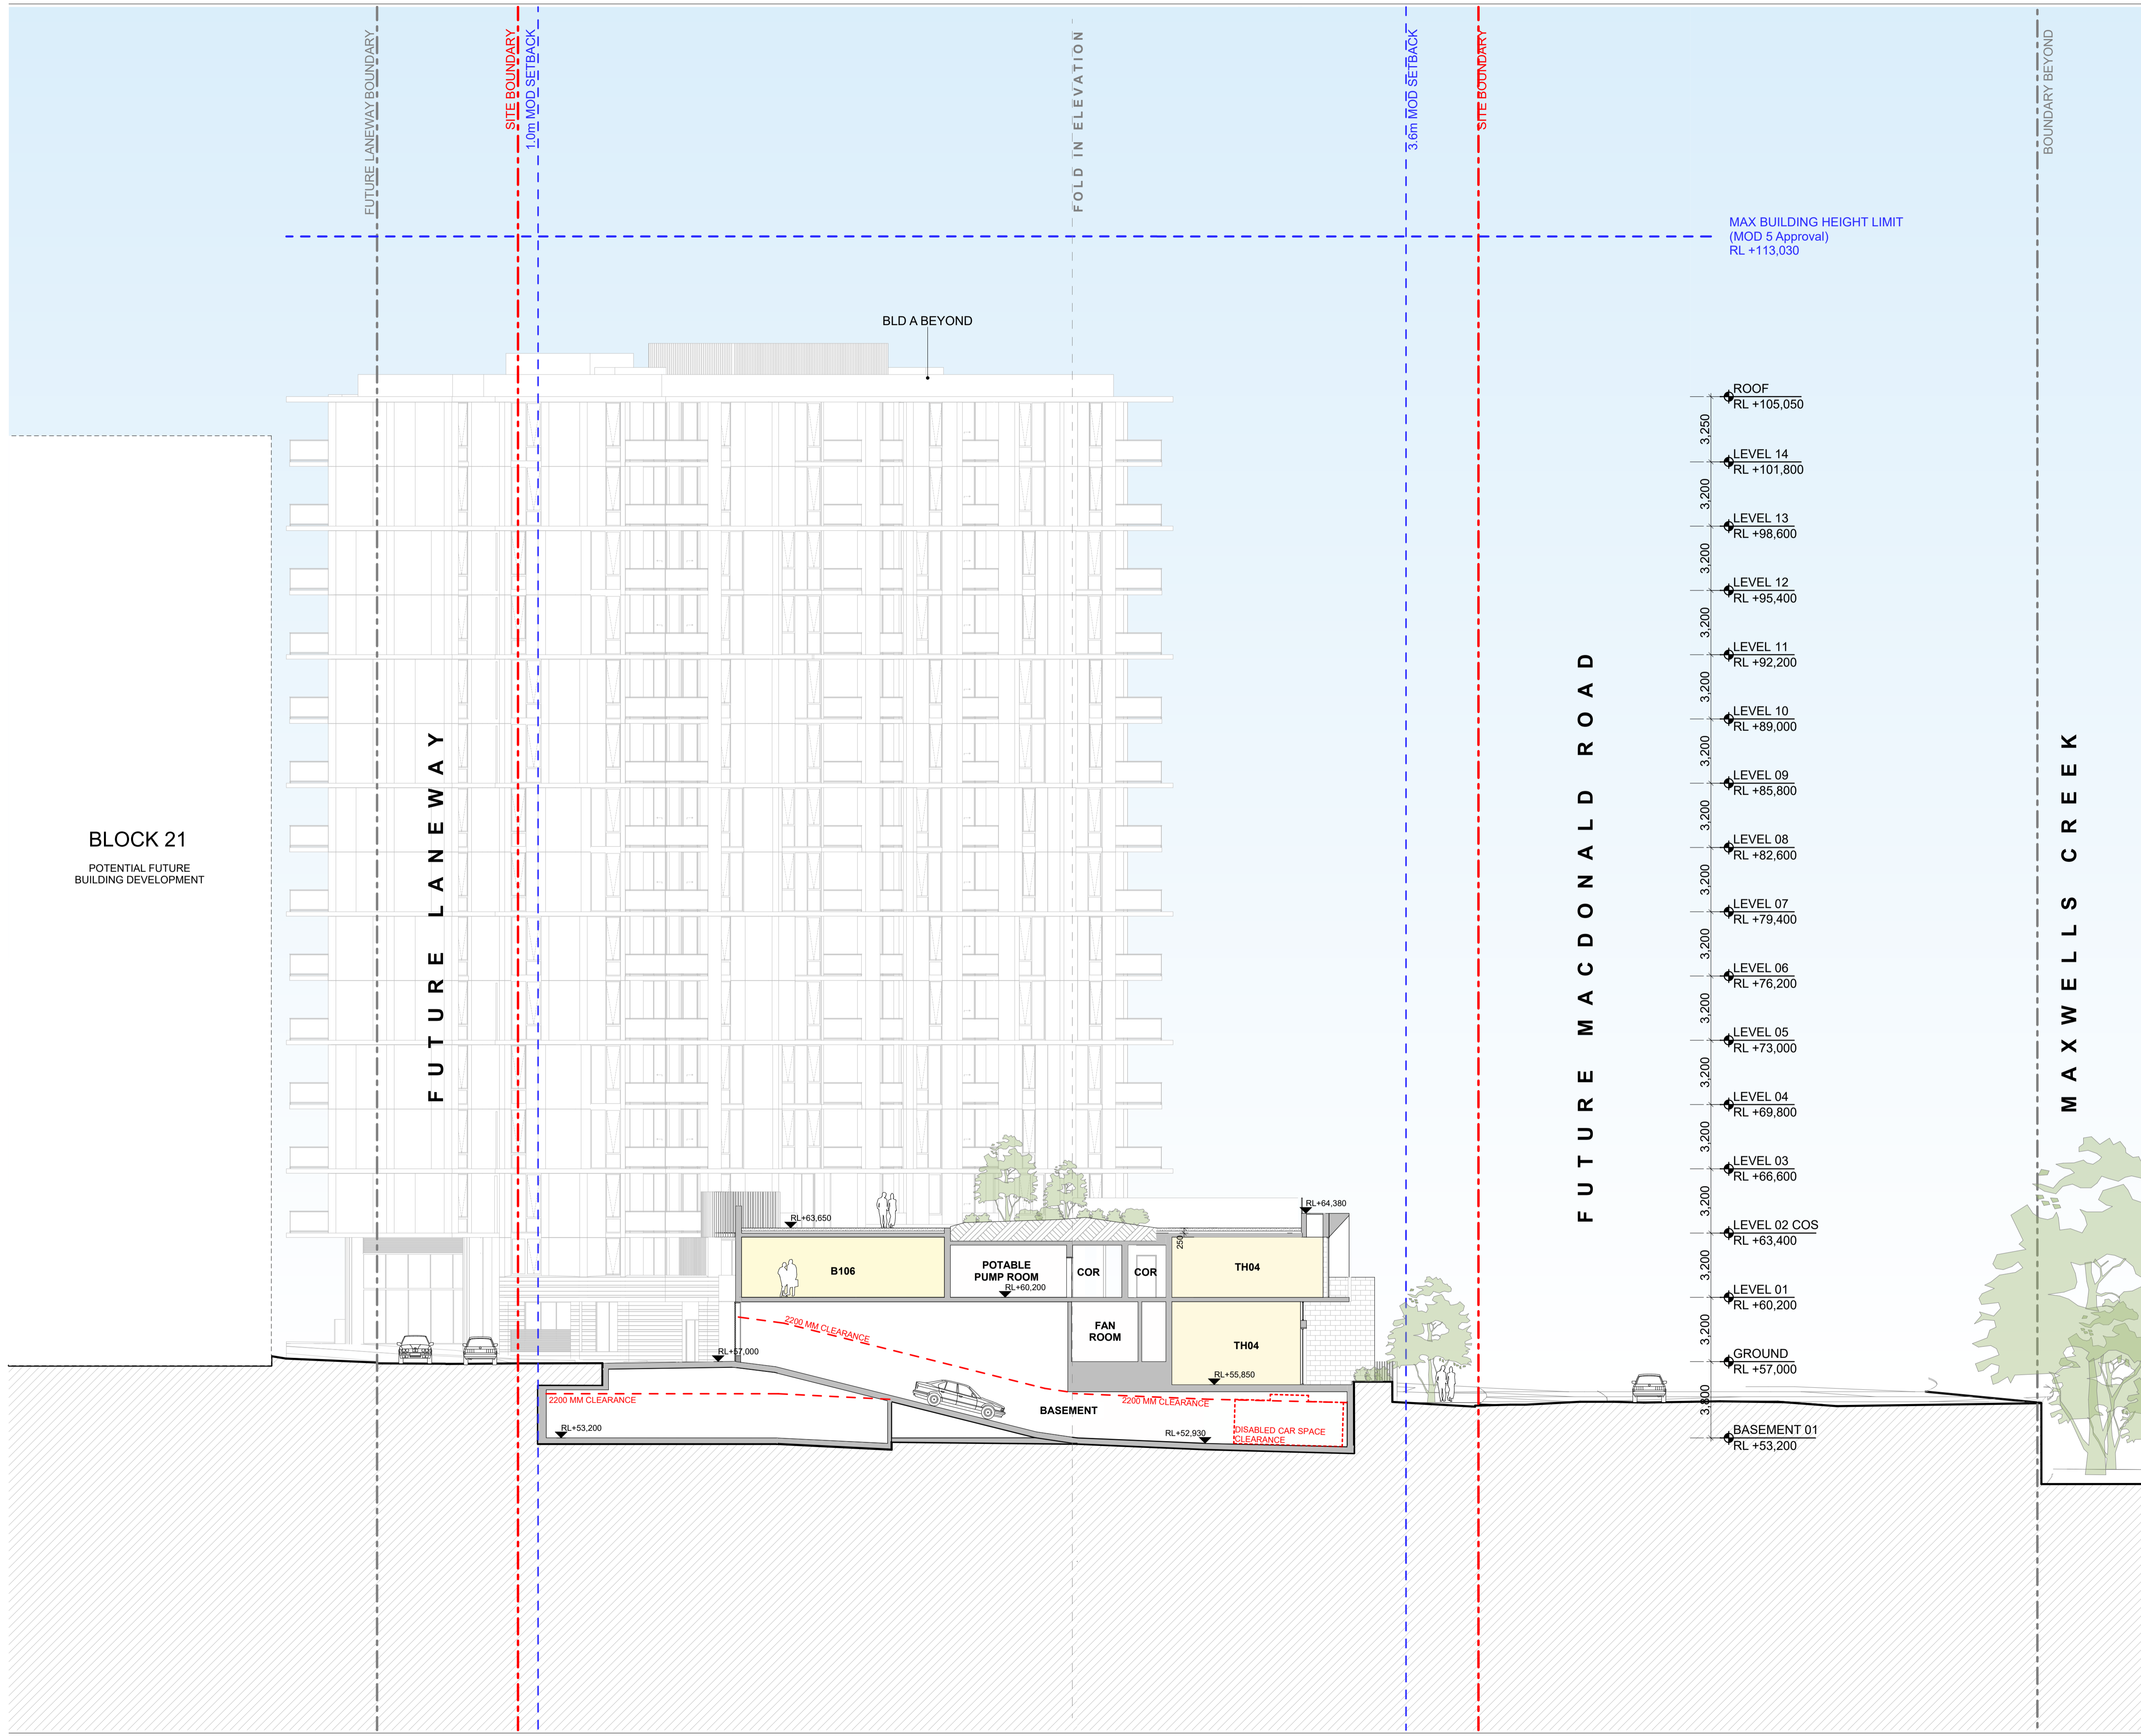 FUTURE LANEWAY BOUNDARY
SITE BOUNDARY
1.0m MOD SETBACK
FOLD IN ELEVATION
3.6m MOD SETBACK
SITE BOUNDARY
BOUNDARY BEYOND
MAX BUILDING HEIGHT LIMIT
(MOD 5 Approval)
RL +113,030
BLD A BEYOND
ROOF
RL +105,050
3,250
LEVEL 14
RL +101,800
3,200
LEVEL 13
RL +98,600
3,200
LEVEL 12
RL +95,400
3,200
LEVEL 11
RL +92,200
3,200
LEVEL 10
RL +89,000
3,200
LEVEL 09
RL +85,800
3,200
LEVEL 08
RL +82,600
3,200
LEVEL 07
RL +79,400
3,200
LEVEL 06
RL +76,200
3,200
LEVEL 05
RL +73,000
3,200
LEVEL 04
RL +69,800
3,200
LEVEL 03
RL +66,600
3,200
LEVEL 02 COS
RL +63,400
3,200
LEVEL 01
RL +60,200
3,200
GROUND
RL +57,000
3,800
BASEMENT 01
RL +53,200
BLOCK 21
POTENTIAL FUTURE
BUILDING DEVELOPMENT
FUTURE LANEWAY
FUTURE MACDONALD ROAD
MAXWELLS CREEK
RL+63,650
RL+64,380
250
B106
POTABLE
PUMP ROOM
RL+60,200
COR
COR
TH04
2200 MM CLEARANCE
FAN
ROOM
TH04
RL+57,000
RL+55,850
2200 MM CLEARANCE
BASEMENT
2200 MM CLEARANCE
RL+53,200
RL+52,930
DISABLED CAR SPACE
CLEARANCE